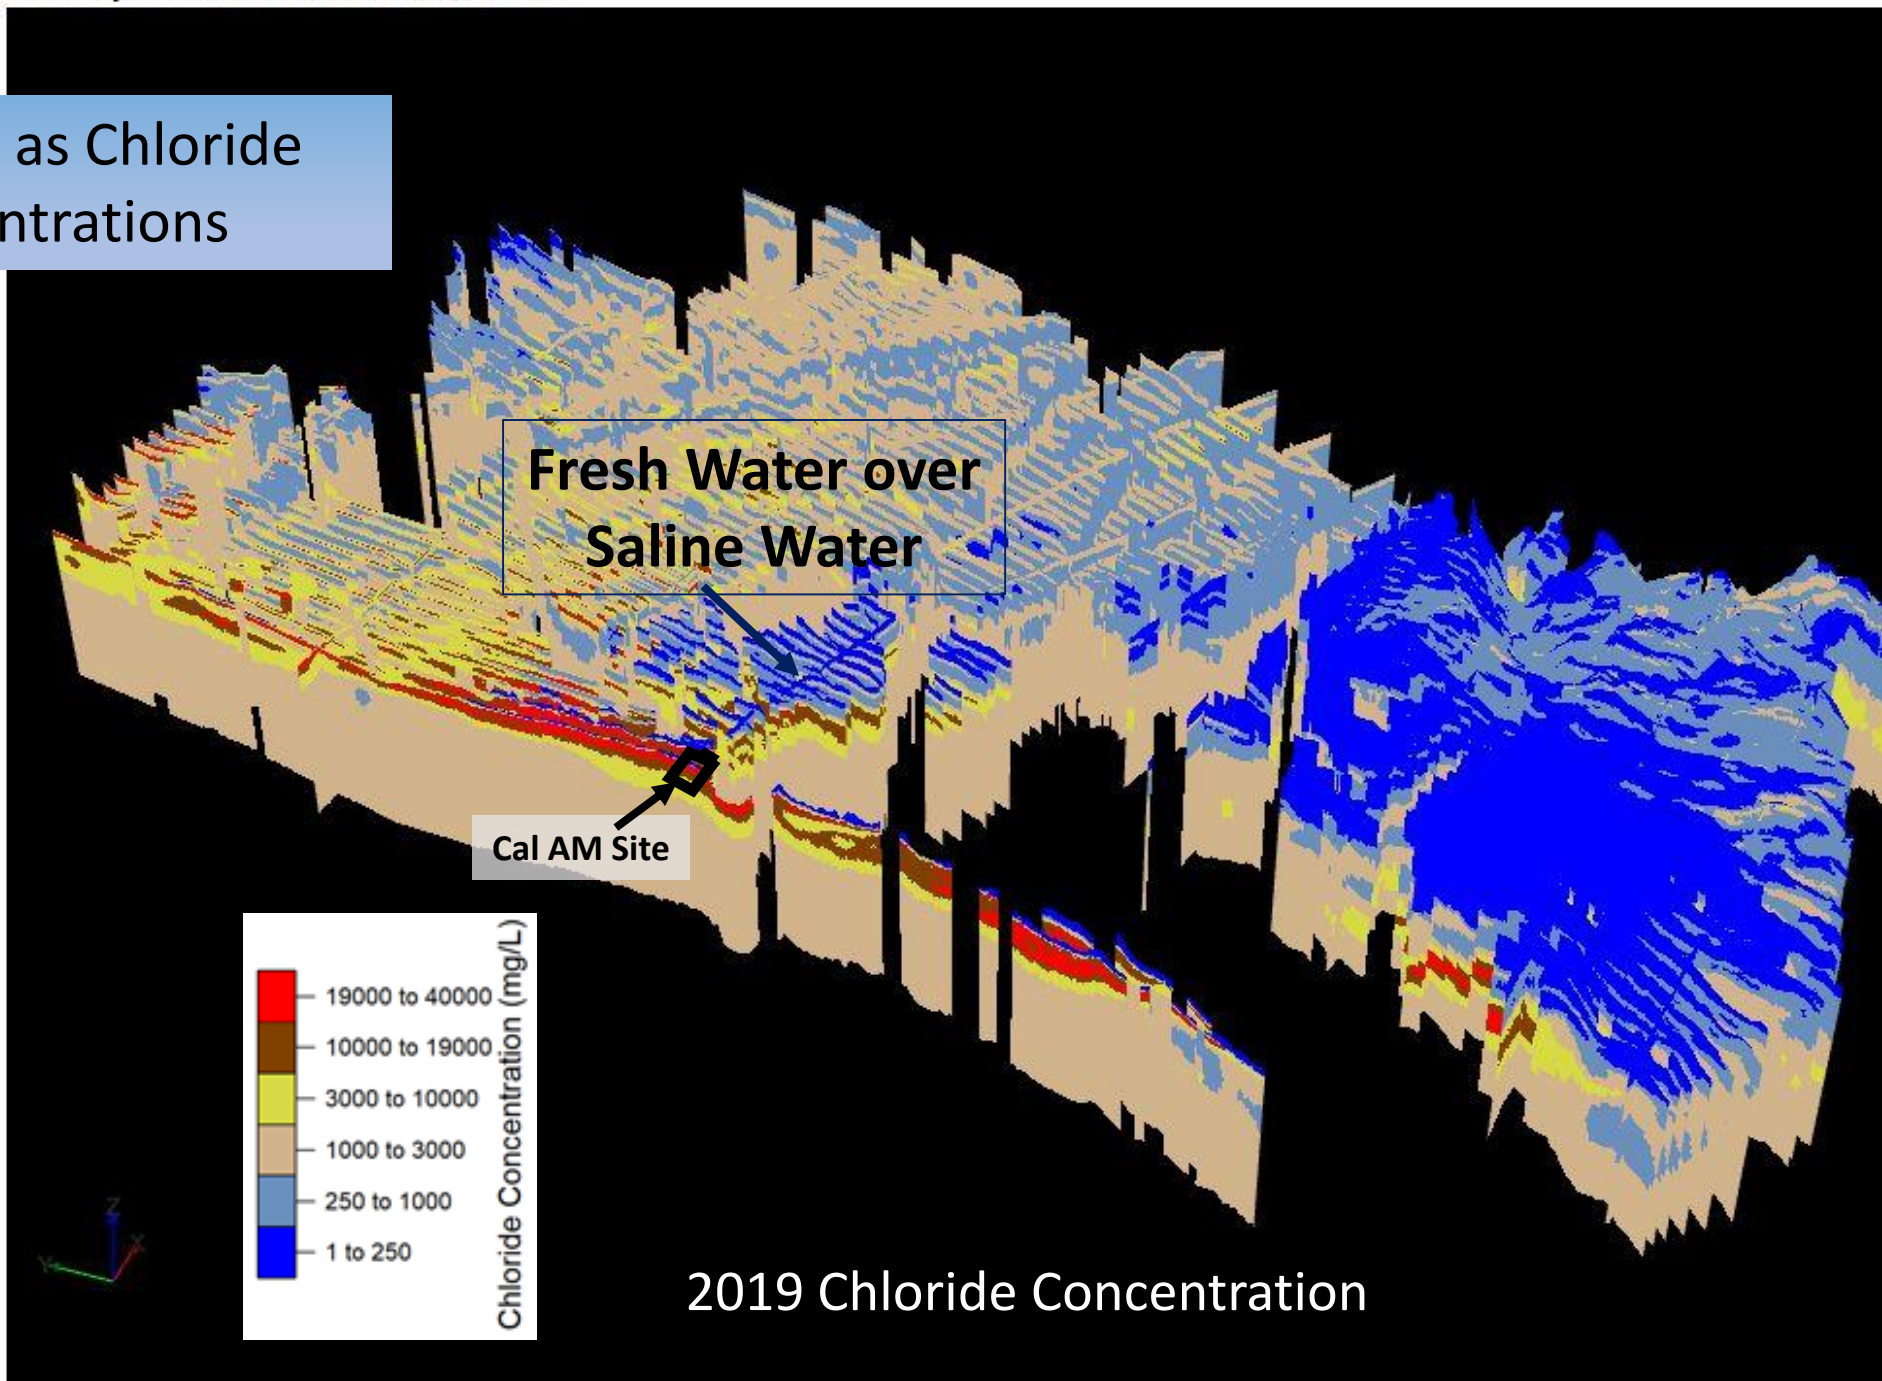 as Chloride
ntrations
Fresh Water over
Saline Water
Cal AM Site
Chloride Concentration (mg/L)
19000 to 40000
10000 to 19000
3000 to 10000
1000 to 3000
250 to 1000
1 to 250
Z
X
Y
2019 Chloride Concentration